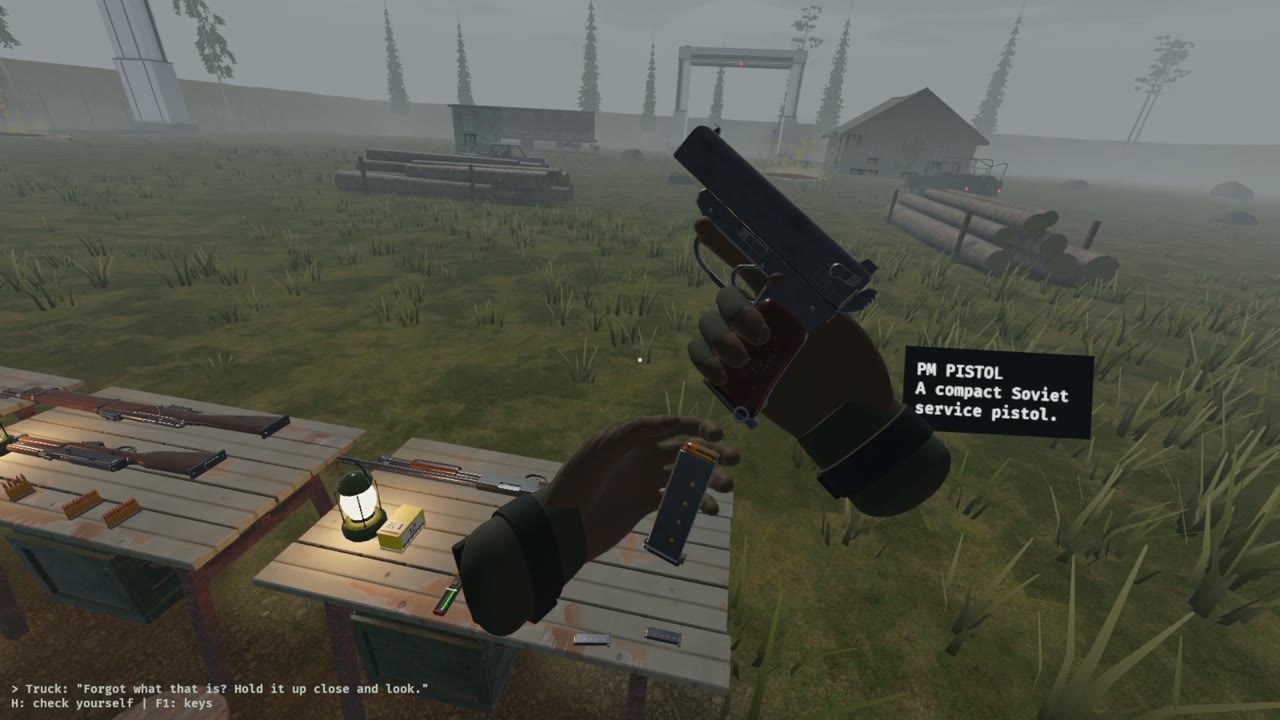 PM PISTOL
A compact Soviet
service pistol.
> Truck: "Forgot what that is? Hold it up close and look."
H: check yourself | F1: keys